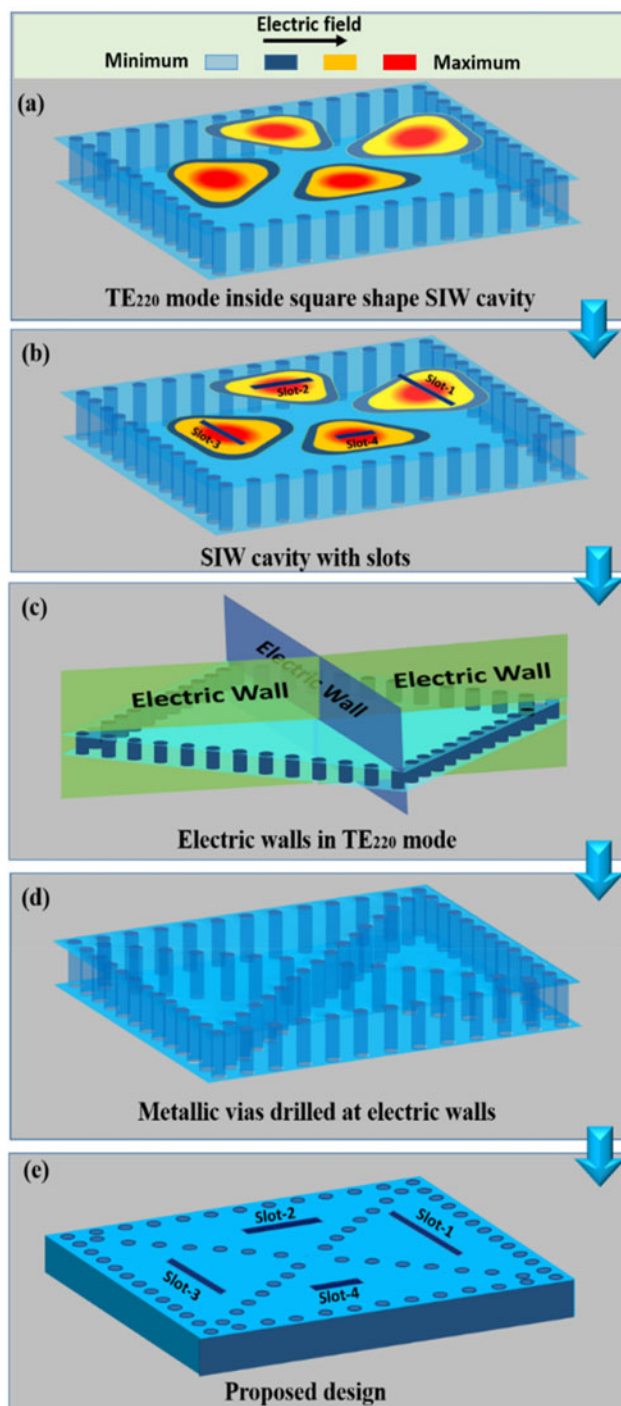 Electric field
Minimum Maximum
(a)
TE220 mode inside square shape SIW cavity
(b)
Slot-1
Slot-2
Slot-3
Slot-4
SIW cavity with slots
(c)
Electric Wall
Electric Wall
Electric Wall
Electric walls in TE220 mode
(d)
Metallic vias drilled at electric walls
(e)
Slot-2
Slot-1
Slot-3
Slot-4
Proposed design